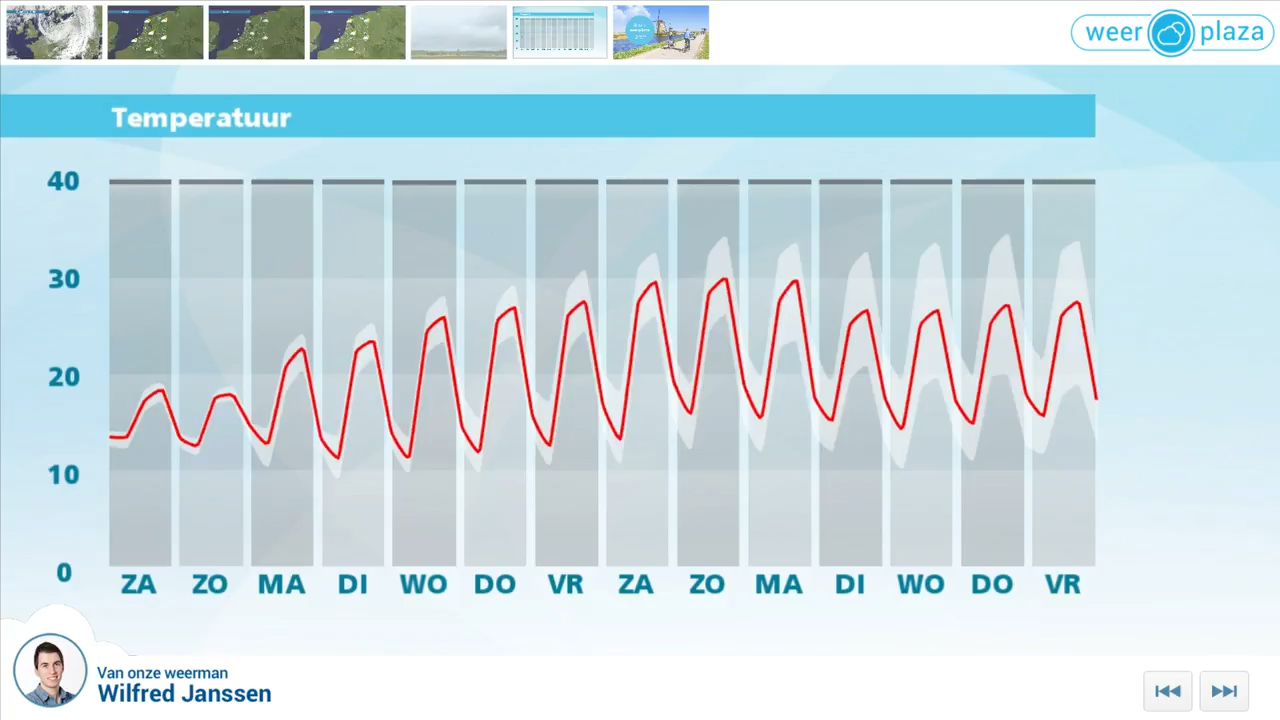 weer plaza
Temperatuur
40
30
20
10
0
ZA ZO MA DI WO DO VR ZA ZO MA DI WO DO VR
Van onze weerman
Wilfred Janssen